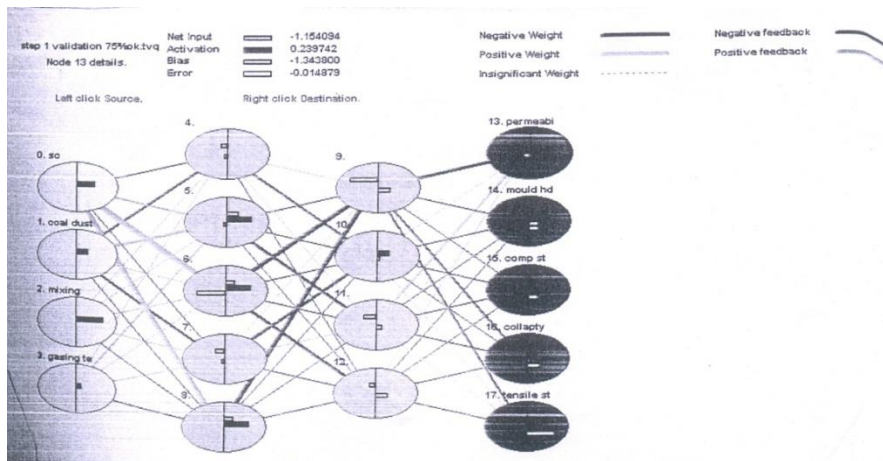 step 1 validation 75%ok.tvq
Node 13 details.
Net Input -1.154094
Activation 0.239742
Bias -1.343800
Error -0.014879
Negative Weight
Positive Weight
Insignificant Weight
Negative feedback
Positive feedback
Left click Source.
Right click Destination.
0. sc
1. coal dust
2. mixing
3. gasing te
4.
5.
6.
7.
8.
9.
10.
11.
12.
13. permeabi
14. mould hd
15. comp st
16. collapty
17. tensile st